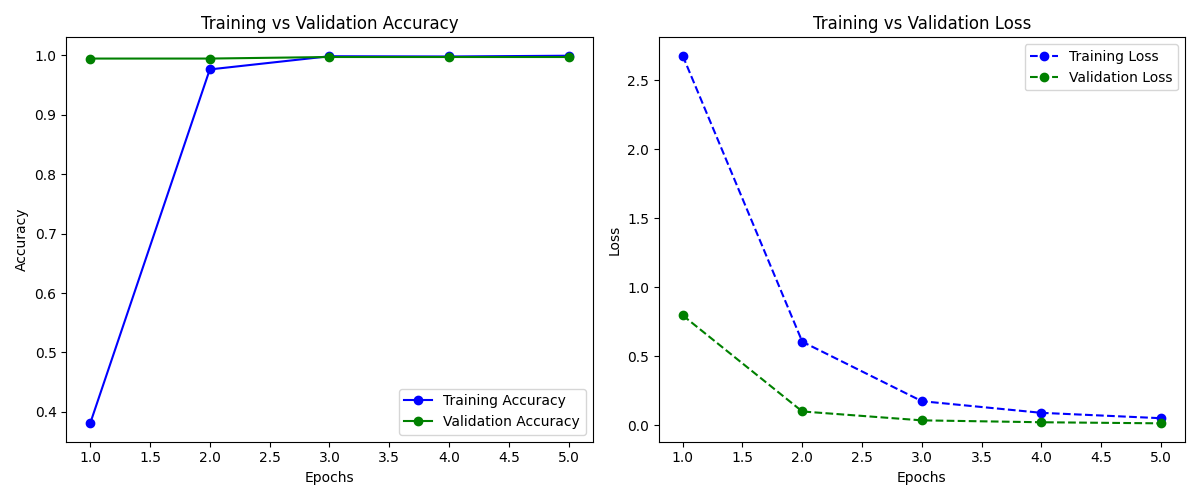 Training vs Validation Accuracy
Accuracy
1.0
0.9
0.8
0.7
0.6
0.5
0.4
1.0 1.5 2.0 2.5 3.0 3.5 4.0 4.5 5.0
Epochs
Training Accuracy
Validation Accuracy
Training vs Validation Loss
Loss
2.5
2.0
1.5
1.0
0.5
0.0
1.0 1.5 2.0 2.5 3.0 3.5 4.0 4.5 5.0
Epochs
Training Loss
Validation Loss